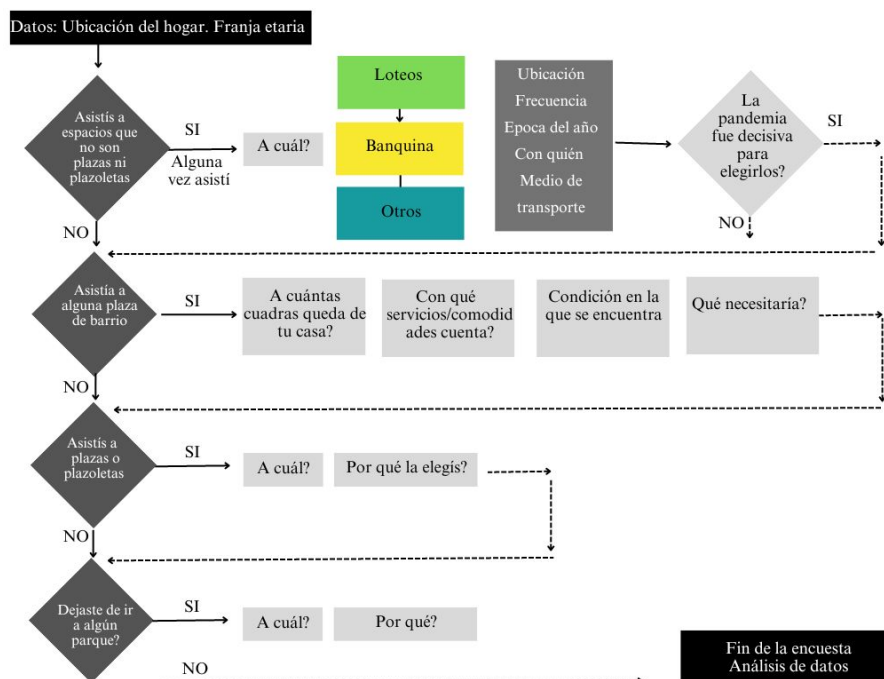 Datos: Ubicación del hogar. Franja etaria
Asistís a
espacios que
no son
plazas ni
plazoletas
SI
Alguna
vez asistí
A cuál?
Loteos
Banquina
Otros
Ubicación
Frecuencia
Epoca del año
Con quién
Medio de
transporte
La
pandemia
fue decisiva
para
elegirlos?
SI
NO
NO
Asistía a
alguna plaza
de barrio
SI
A cuántas
cuadras queda de
tu casa?
Con qué
servicios/comodid
ades cuenta?
Condición en la
que se encuentra
Qué necesitaría?
NO
Asistís a
plazas o
plazoletas
SI
A cuál?
Por qué la elegís?
NO
Dejaste de ir
a algún
parque?
SI
A cuál?
Por qué?
NO
Fin de la encuesta
Análisis de datos